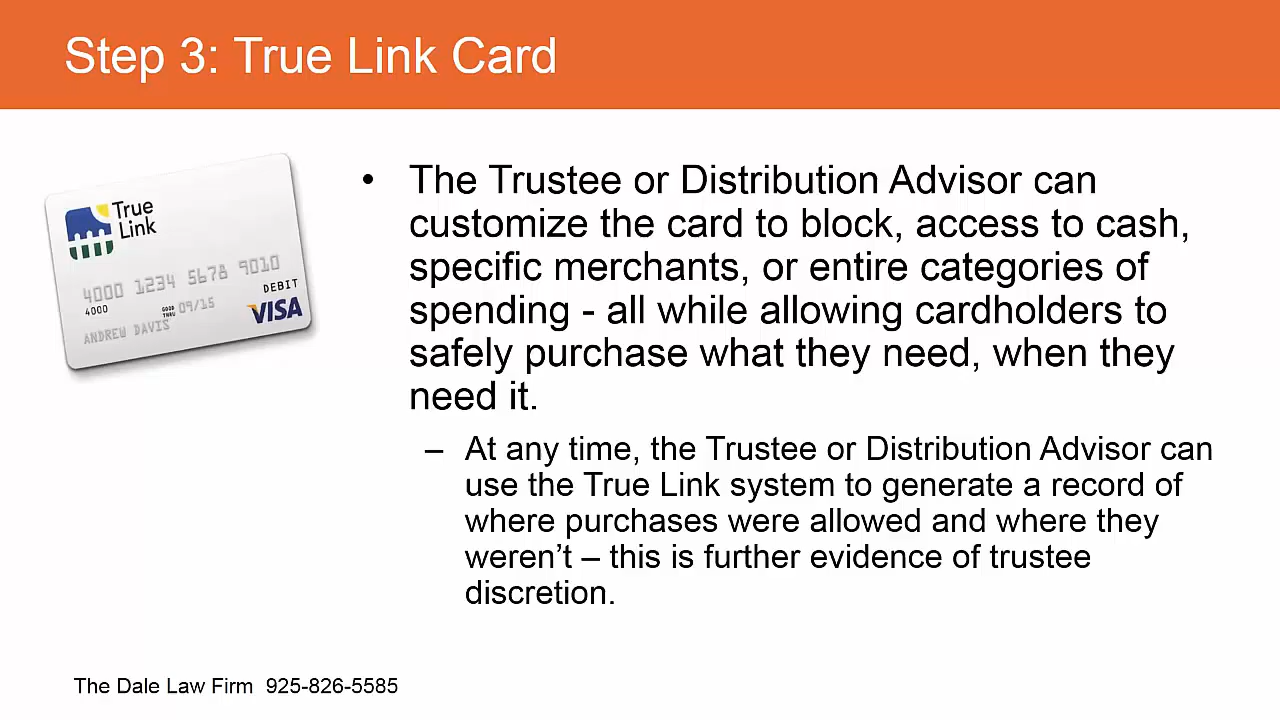 Step 3: True Link Card
True
Link
4000 1234 5678 9010
4000
GOOD
THRU
09/15
DEBIT
VISA
ANDREW DAVIS
• The Trustee or Distribution Advisor can
customize the card to block, access to cash,
specific merchants, or entire categories of
spending - all while allowing cardholders to
safely purchase what they need, when they
need it.
– At any time, the Trustee or Distribution Advisor can
use the True Link system to generate a record of
where purchases were allowed and where they
weren’t – this is further evidence of trustee
discretion.
The Dale Law Firm 925-826-5585